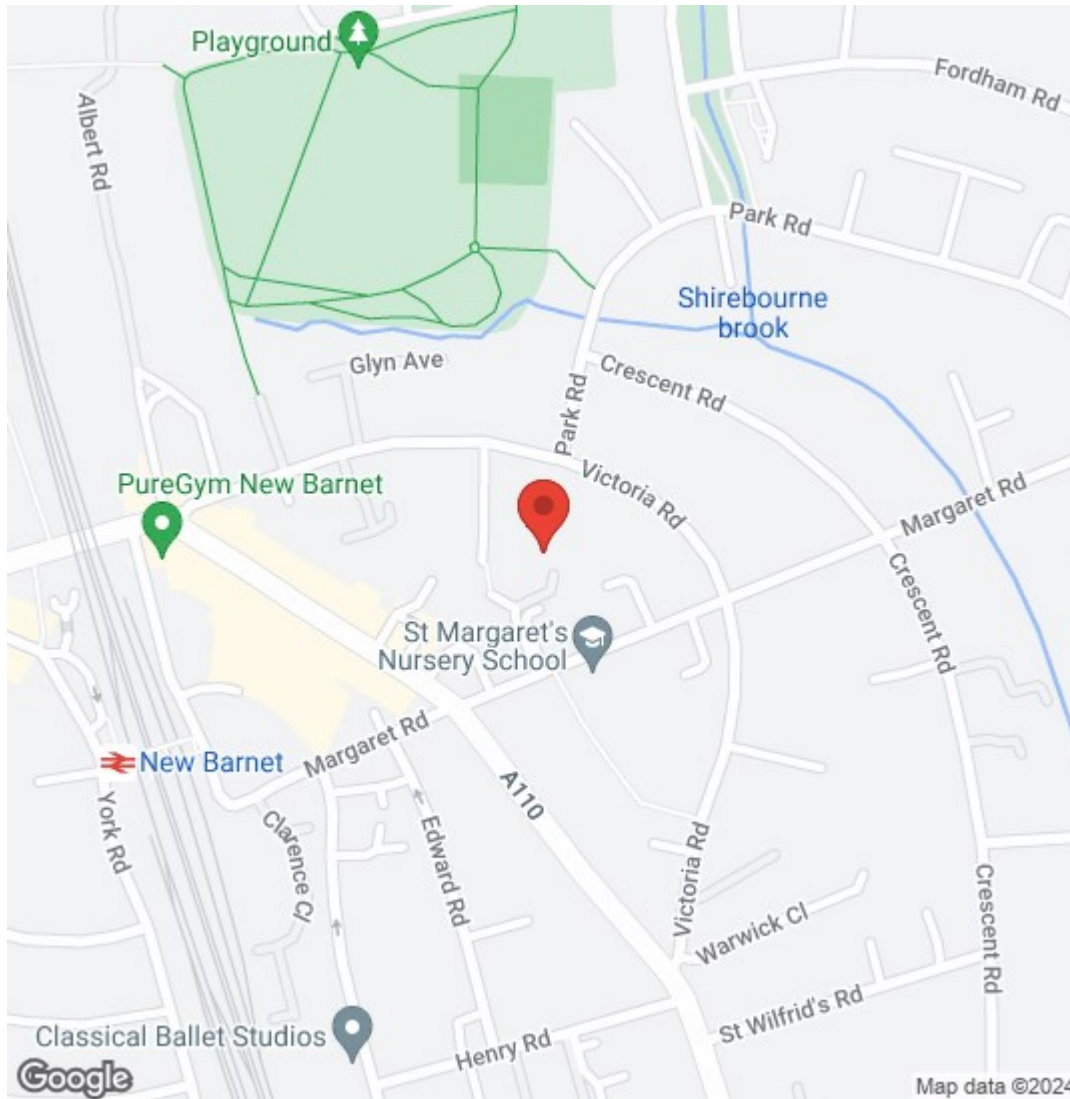 Playground
Fordham Rd
Albert Rd
Park Rd
Shirebourne
brook
Glyn Ave
Crescent Rd
Park Rd
Victoria Rd
PureGym New Barnet
Margaret Rd
Crescent Rd
St Margaret's
Nursery School
Margaret Rd
New Barnet
A110
York Rd
Clarence Cl
Edward Rd
Victoria Rd
Crescent Rd
Warwick Cl
St Wilfrid's Rd
Classical Ballet Studios
Henry Rd
Google
Map data ©2024